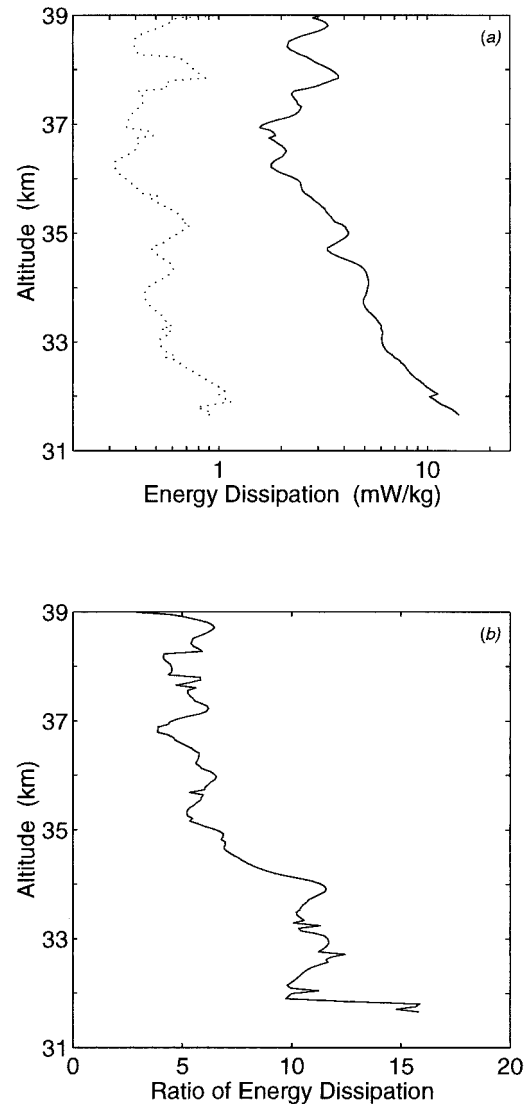 39
(a)
37
35
33
31
Altitude (km)
1
10
Energy Dissipation (mW/kg)
39
(b)
37
35
33
31
Altitude (km)
0
5
10
15
20
Ratio of Energy Dissipation